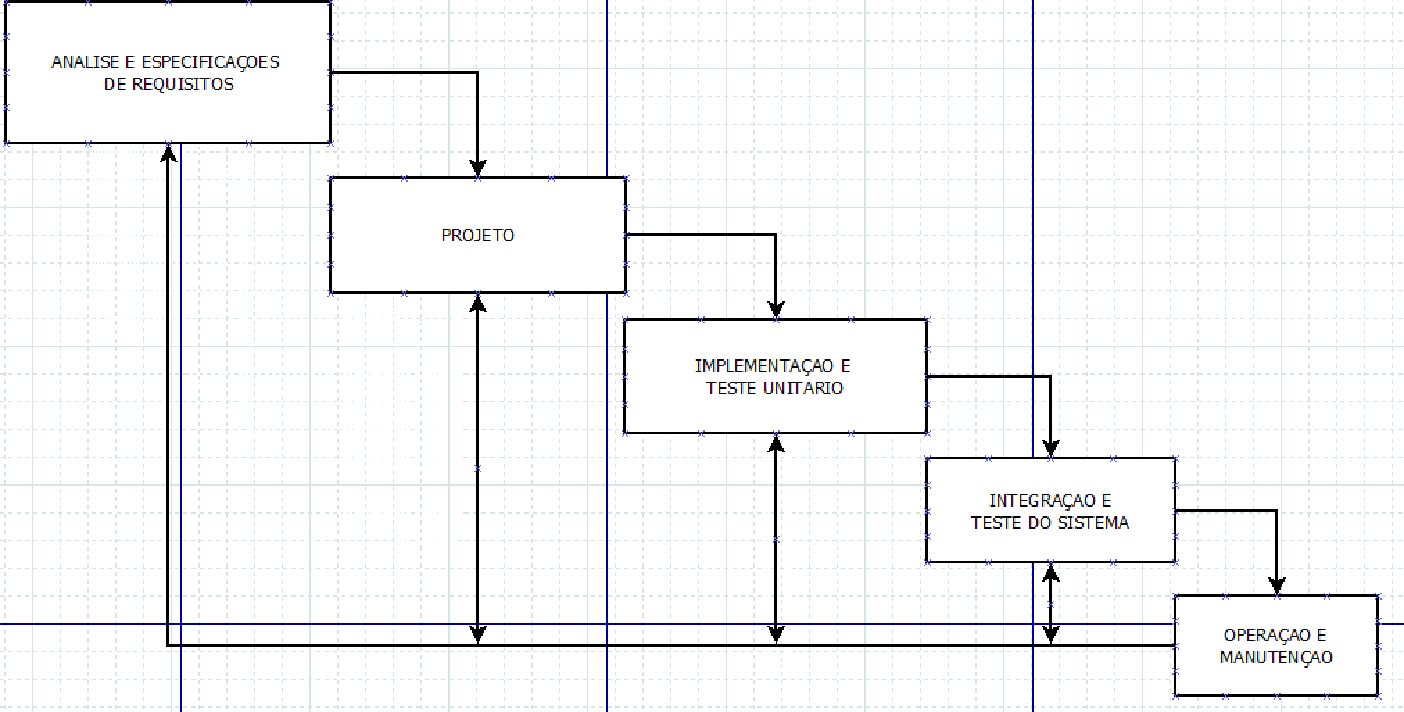 ANALISE E ESPECIFICAÇOES
DE REQUISITOS
PROJETO
IMPLEMENTAÇAO E
TESTE UNITARIO
INTEGRAÇAO E
TESTE DO SISTEMA
OPERAÇAO E
MANUTENÇAO